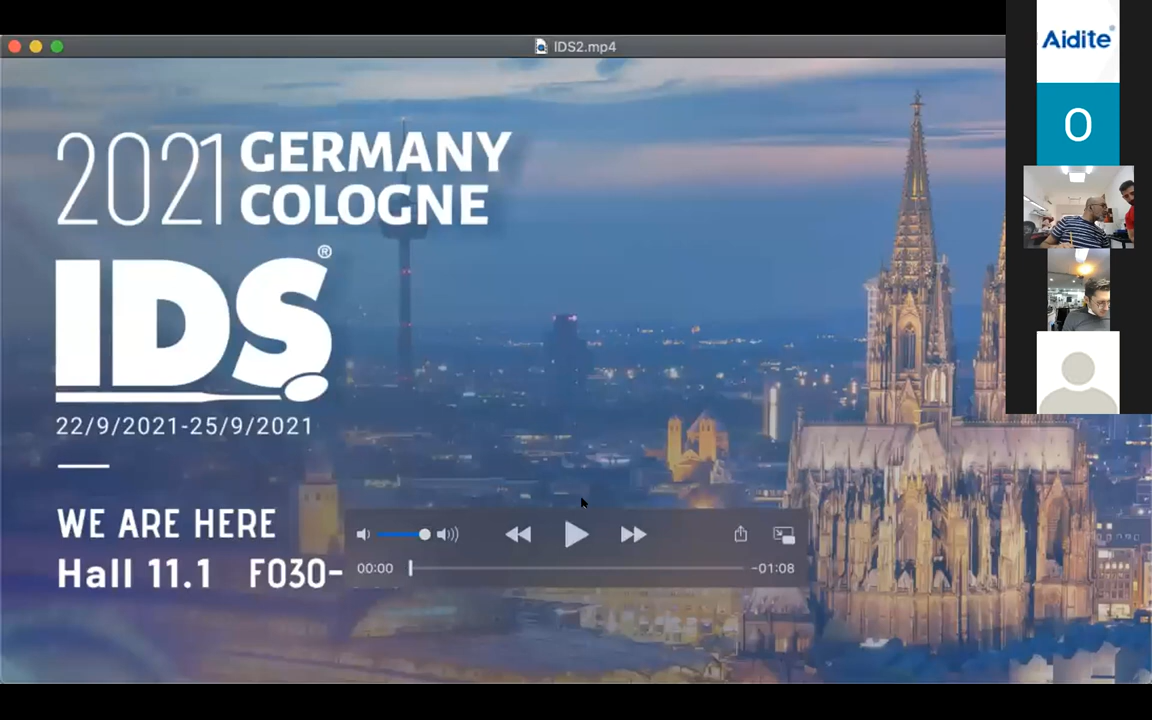 IDS2.mp4
Aidite
O
2021 GERMANY
COLOGNE
IDS®
22/9/2021-25/9/2021
WE ARE HERE
Hall 11.1 F030-
00:00
-01:08